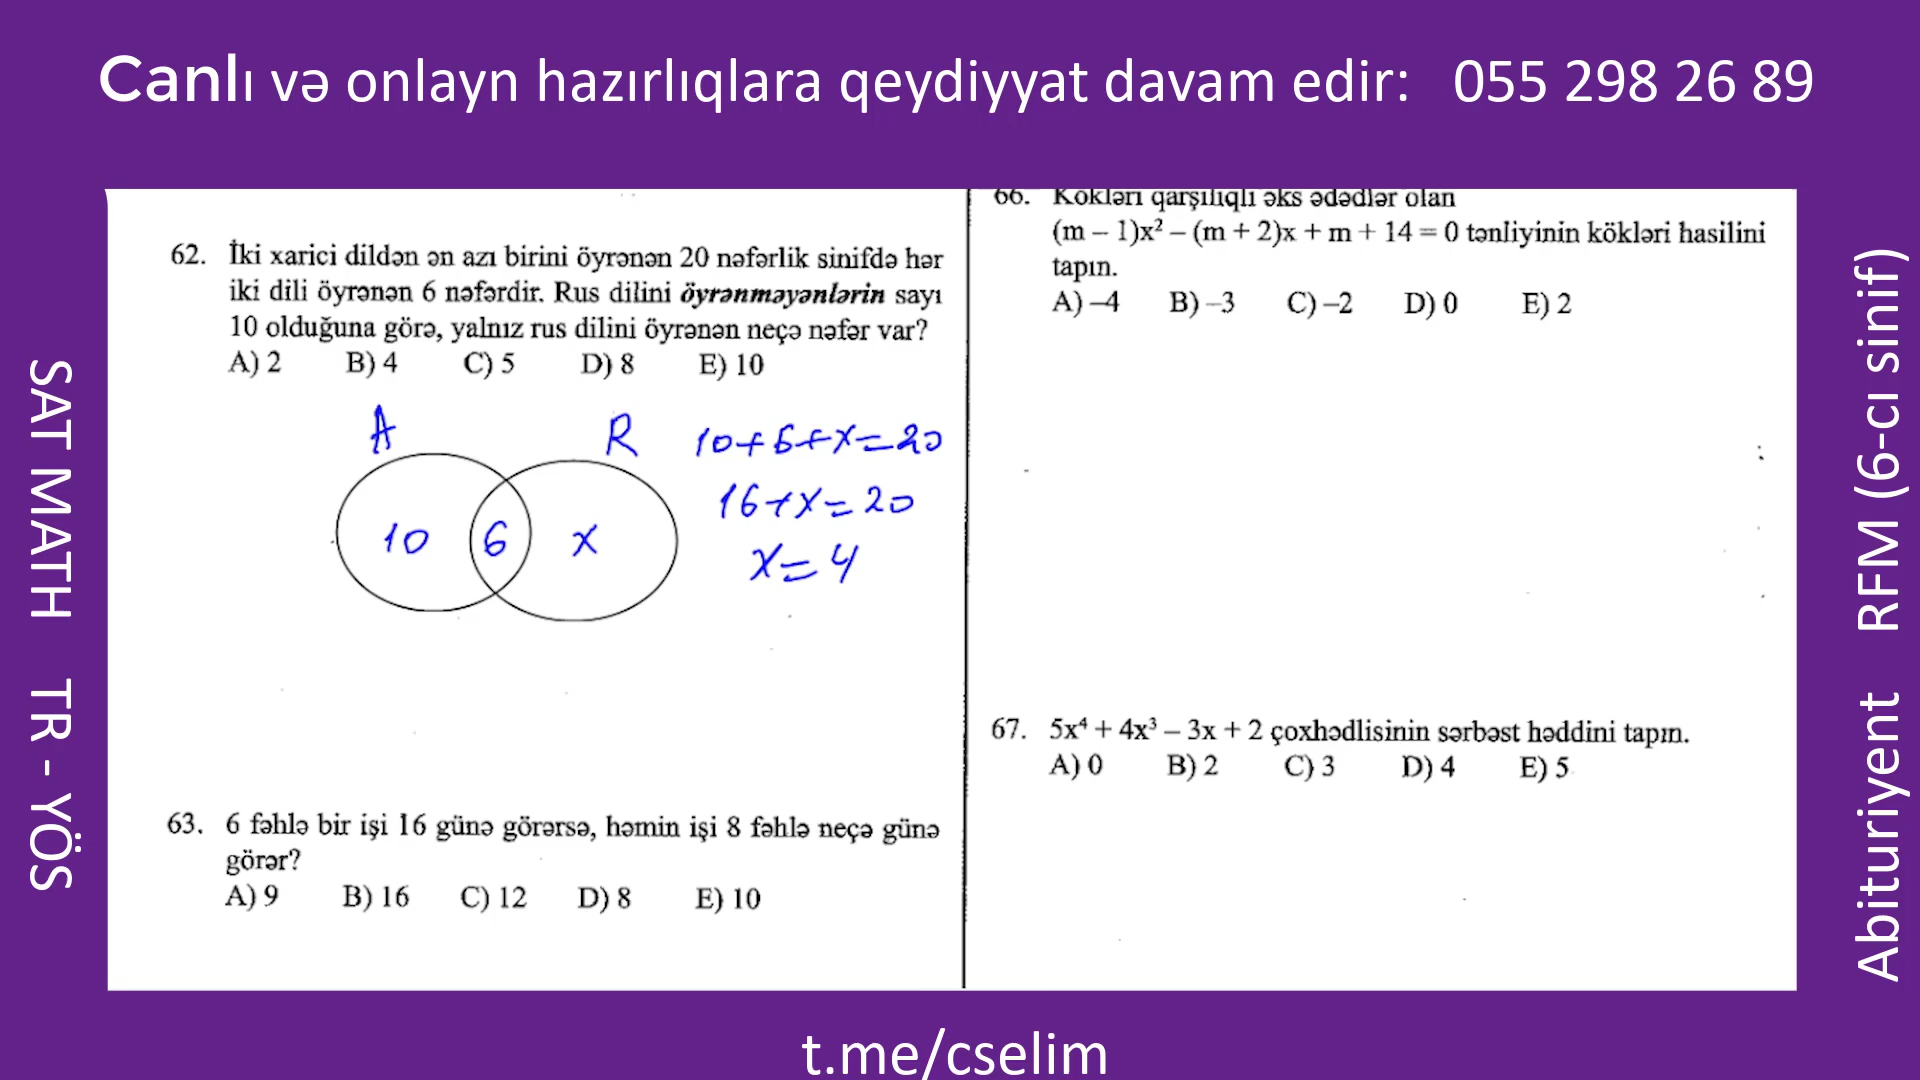 Canlı və onlayn hazırlıqlara qeydiyyat davam edir: 055 298 26 89
SAT MATH TR - YÖS
62. İki xarici dildən ən azı birini öyrənən 20 nəfərlik sinifdə hər
iki dili öyrənən 6 nəfərdir. Rus dilini öyrənməyənlərin sayı
10 olduğuna görə, yalnız rus dilini öyrənən neçə nəfər var?
A) 2 B) 4 C) 5 D) 8 E) 10
A R
10 6 x
10+6+x=20
16+x=20
x=4
63. 6 fəhlə bir işi 16 günə görərsə, həmin işi 8 fəhlə neçə günə
görər?
A) 9 B) 16 C) 12 D) 8 E) 10
66. Kökləri qarşılıqlı əks ədədlər olan
(m – 1)x² – (m + 2)x + m + 14 = 0 tənliyinin kökləri hasilini
tapın.
A) –4 B) –3 C) –2 D) 0 E) 2
67. 5x⁴ + 4x³ – 3x + 2 çoxhədlisinin sərbəst həddini tapın.
A) 0 B) 2 C) 3 D) 4 E) 5
Abituriyent RFM (6-cı sinif)
t.me/cselim